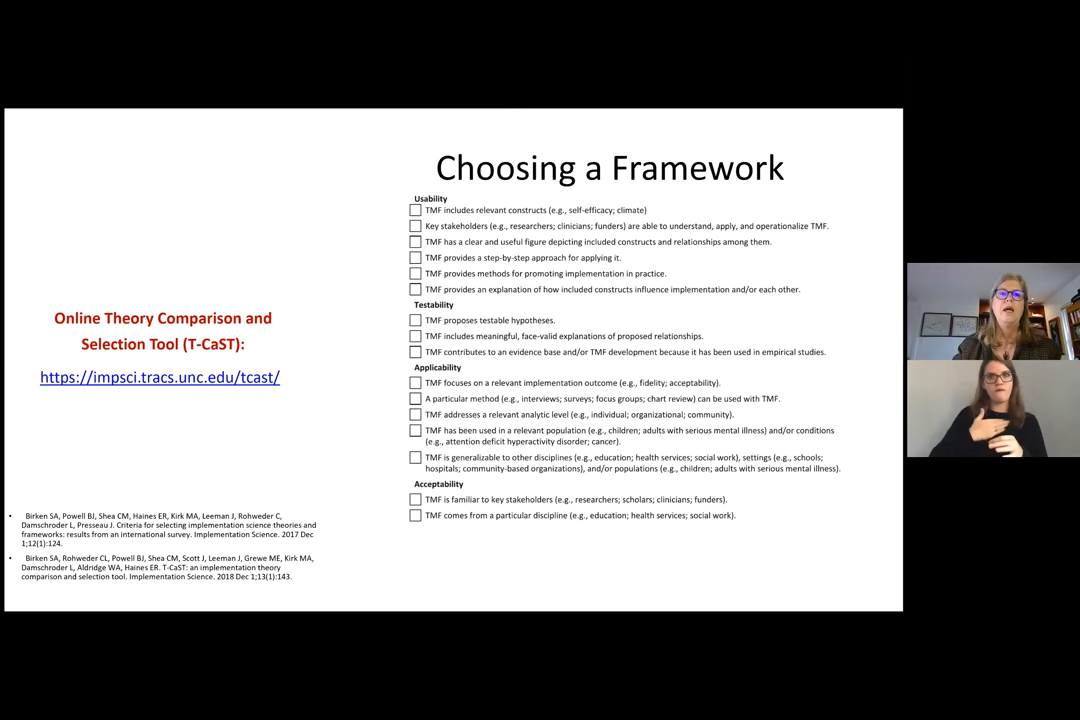 Choosing a Framework
Usability
TMF includes relevant constructs (e.g., self-efficacy; climate)
Key stakeholders (e.g., researchers; clinicians; funders) are able to understand, apply, and operationalize TMF.
TMF has a clear and useful figure depicting included constructs and relationships among them.
TMF provides a step-by-step approach for applying it.
TMF provides methods for promoting implementation in practice.
TMF provides an explanation of how included constructs influence implementation and/or each other.
Testability
TMF proposes testable hypotheses.
TMF includes meaningful, face-valid explanations of proposed relationships.
TMF contributes to an evidence base and/or TMF development because it has been used in empirical studies.
Applicability
TMF focuses on a relevant implementation outcome (e.g., fidelity; acceptability).
A particular method (e.g., interviews; surveys; focus groups; chart review) can be used with TMF.
TMF addresses a relevant analytic level (e.g., individual; organizational; community).
TMF has been used in a relevant population (e.g., children; adults with serious mental illness) and/or conditions
(e.g., attention deficit hyperactivity disorder; cancer).
TMF is generalizable to other disciplines (e.g., education; health services; social work), settings (e.g., schools;
hospitals; community-based organizations), and/or populations (e.g., children; adults with serious mental illness).
Acceptability
TMF is familiar to key stakeholders (e.g., researchers; scholars; clinicians; funders).
TMF comes from a particular discipline (e.g., education; health services; social work).
Online Theory Comparison and
Selection Tool (T-CaST):
https://impsci.tracs.unc.edu/tcast/
• Birken SA, Powell BJ, Shea CM, Haines ER, Kirk MA, Leeman J, Rohweder C,
Damschroder L, Presseau J. Criteria for selecting implementation science theories and
frameworks: results from an international survey. Implementation Science. 2017 Dec
1;12(1):124.
• Birken SA, Rohweder CL, Powell BJ, Shea CM, Scott J, Leeman J, Grewe ME, Kirk MA,
Damschroder L, Aldridge WA, Haines ER. T-CaST: an implementation theory
comparison and selection tool. Implementation Science. 2018 Dec 1;13(1):143.